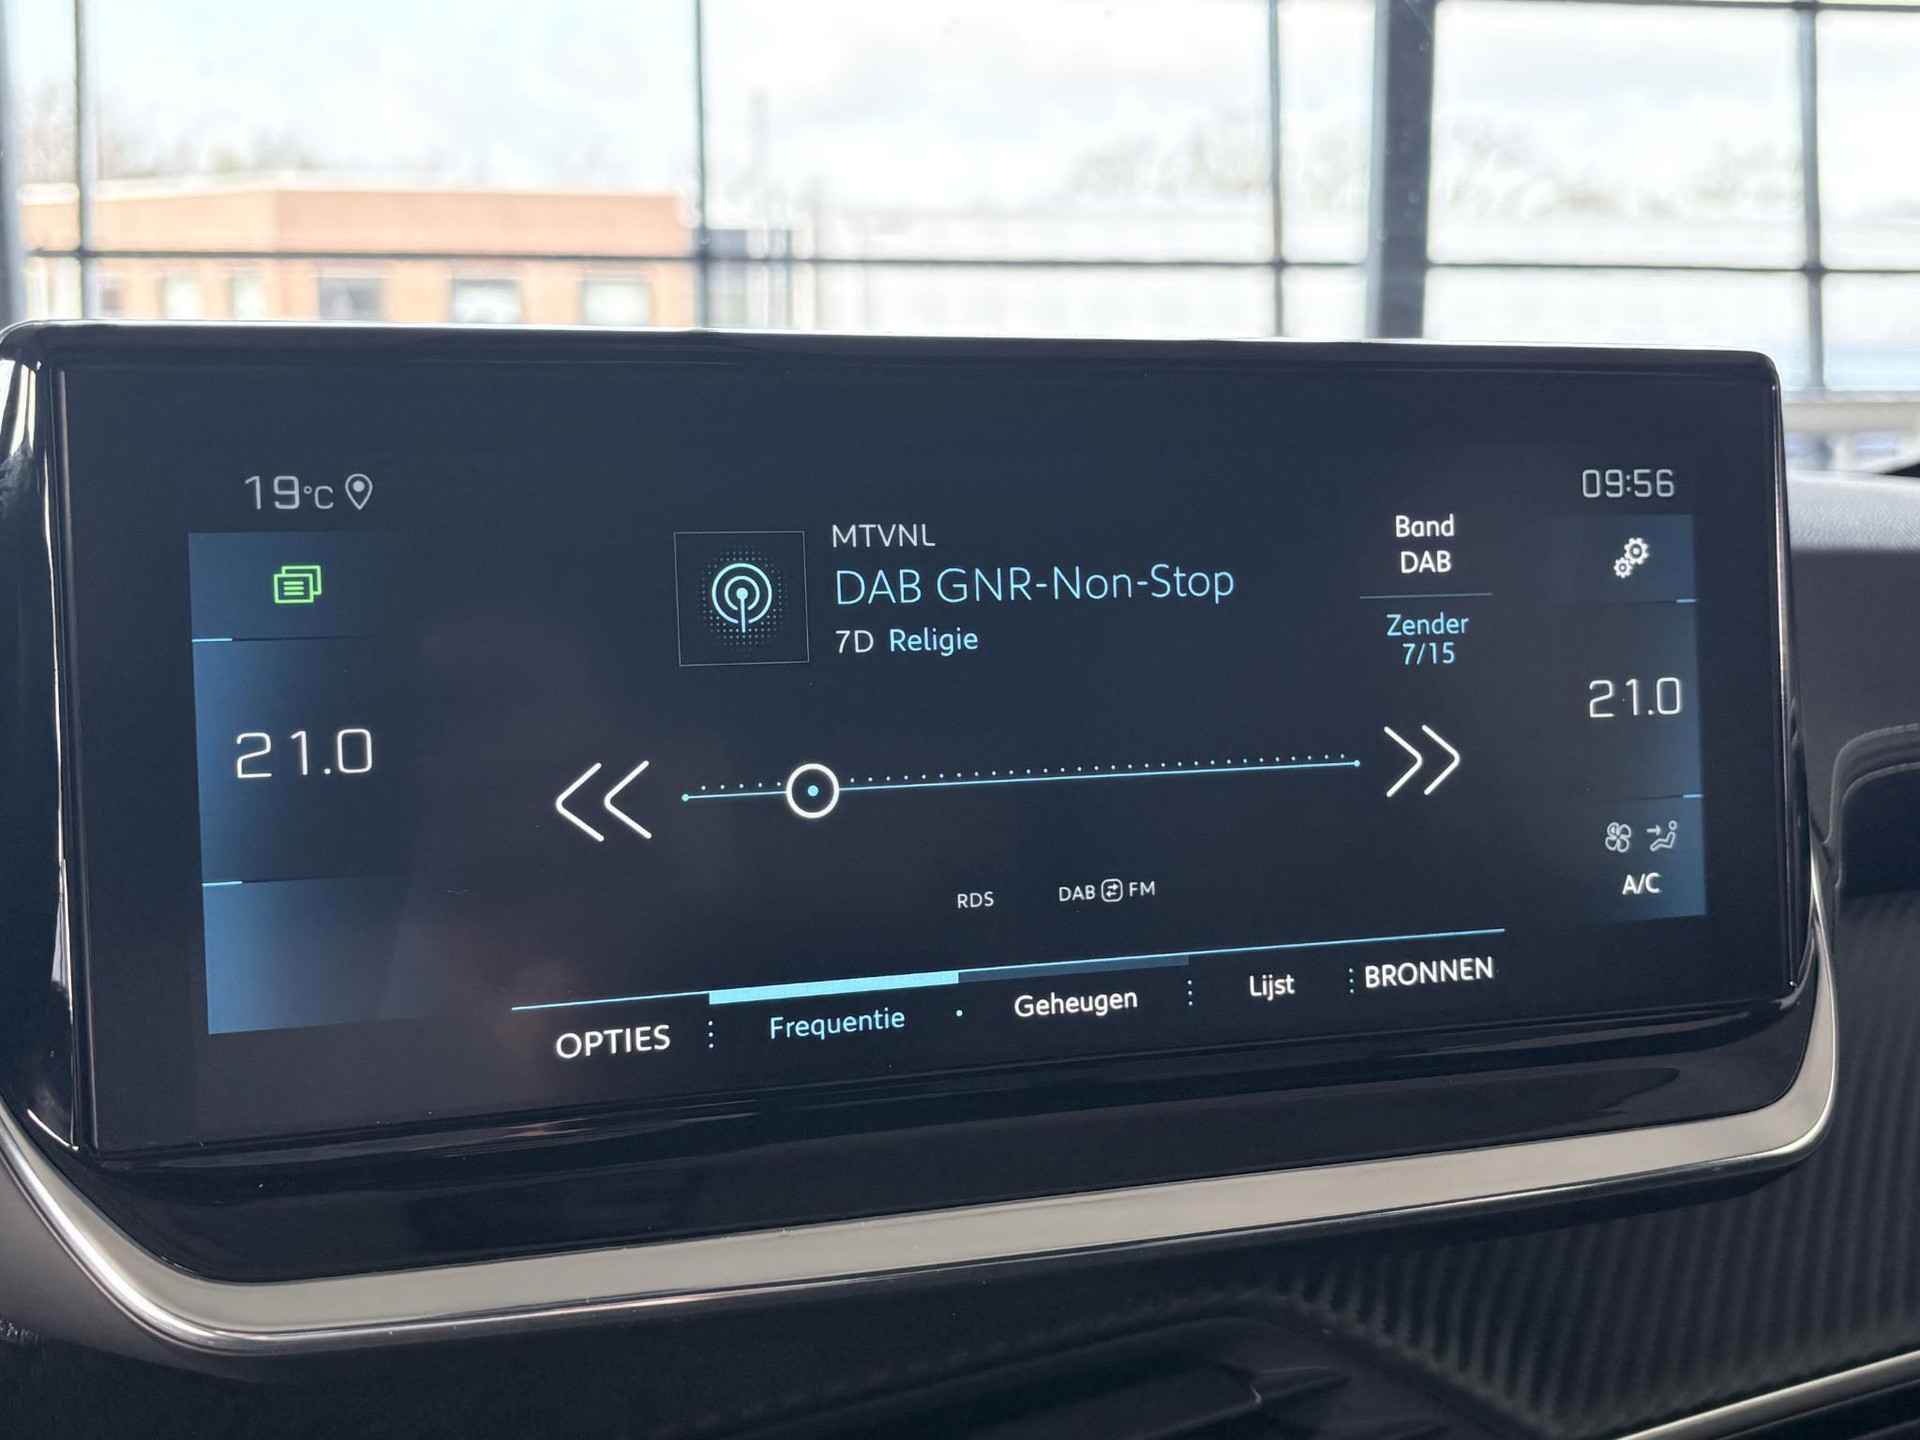 19°C
09:56
MTVNL
DAB GNR-Non-Stop
7D Religie
Band
DAB
Zender
7/15
21.0
21.0
A/C
RDS
DAB FM
OPTIES
Frequentie
Geheugen
Lijst
BRONNEN